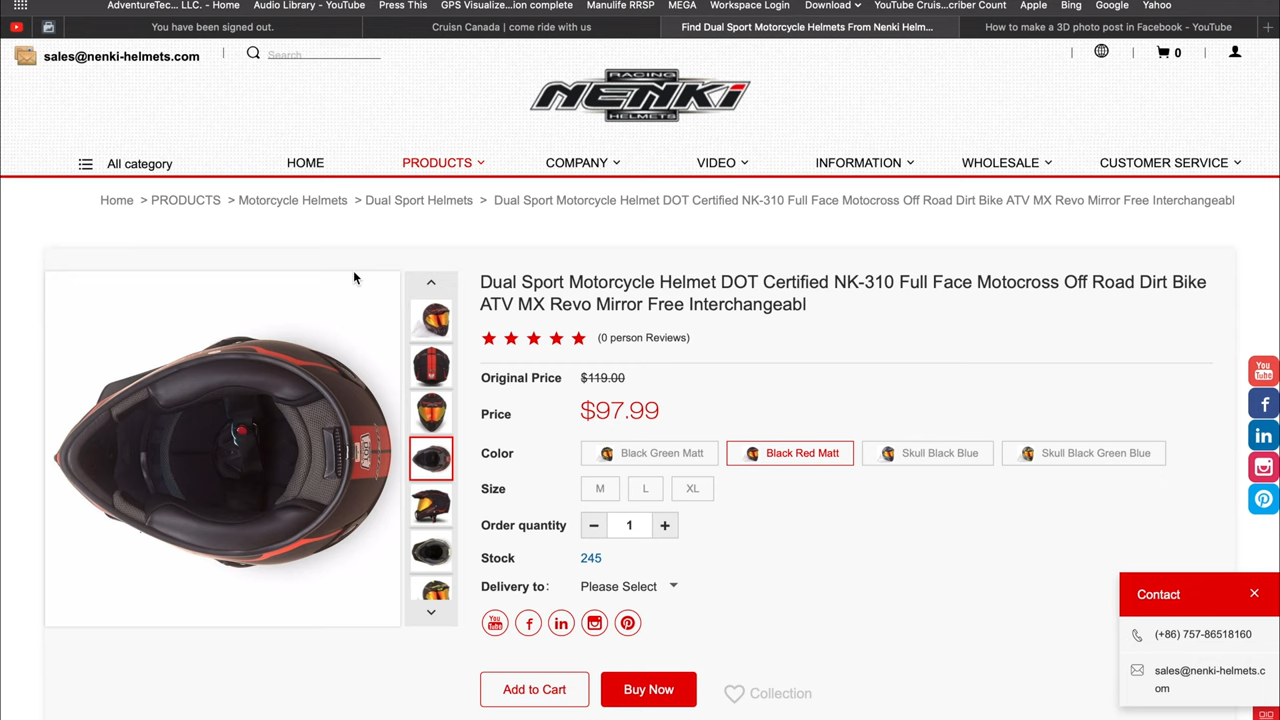 AdventureTec... LLC. - Home Audio Library - YouTube Press This GPS Visualize...ion complete Manulife RRSP MEGA Workspace Login Download YouTube Cruis...criber Count Apple Bing Google Yahoo
You have been signed out. Cruisn Canada | come ride with us Find Dual Sport Motorcycle Helmets From Nenki Helm... How to make a 3D photo post in Facebook - YouTube
sales@nenki-helmets.com Search 0
RACING
NENKI
HELMETS
All category HOME PRODUCTS COMPANY VIDEO INFORMATION WHOLESALE CUSTOMER SERVICE
Home > PRODUCTS > Motorcycle Helmets > Dual Sport Helmets > Dual Sport Motorcycle Helmet DOT Certified NK-310 Full Face Motocross Off Road Dirt Bike ATV MX Revo Mirror Free Interchangeabl
Dual Sport Motorcycle Helmet DOT Certified NK-310 Full Face Motocross Off Road Dirt Bike
ATV MX Revo Mirror Free Interchangeabl
(0 person Reviews)
Original Price $119.00
Price $97.99
Color Black Green Matt Black Red Matt Skull Black Blue Skull Black Green Blue
Size M L XL
Order quantity − 1 +
Stock 245
Delivery to: Please Select
You Tube f in
Add to Cart Buy Now Collection
DOT
You Tube
f
in
Contact ×
(+86) 757-86518160
sales@nenki-helmets.c
om